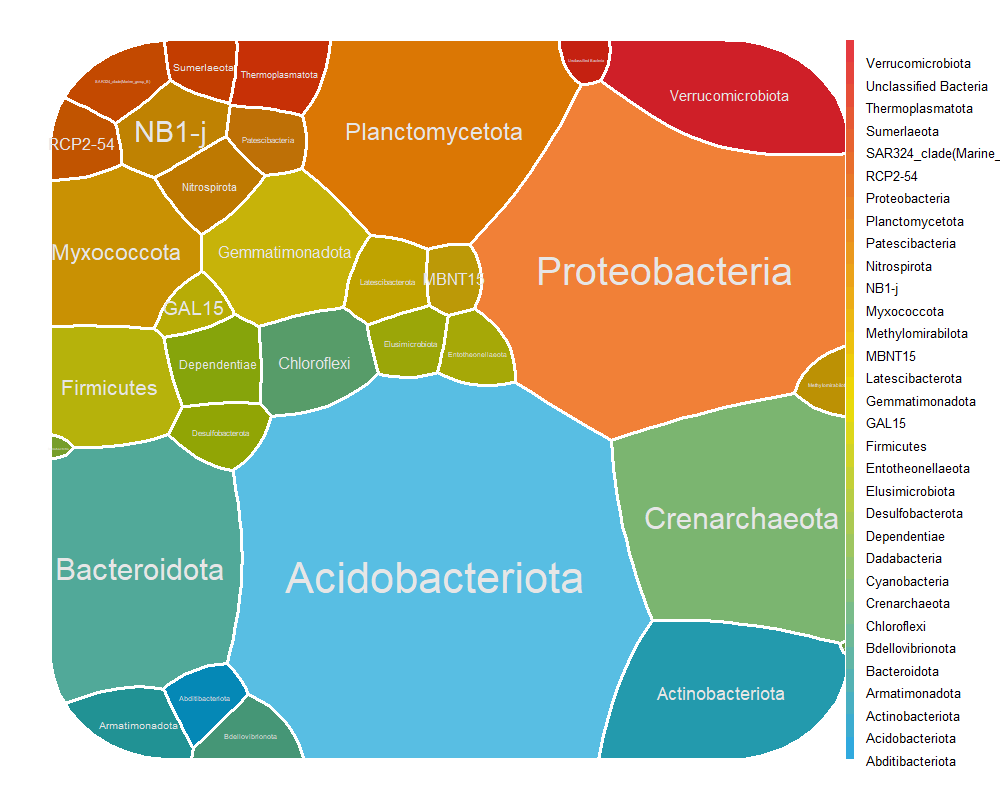 SAR324_clade(Marine_group_B)
Sumerlaeota
Thermoplasmatota
Unclassified Bacteria
Verrucomicrobiota
RCP2-54
NB1-j
Patescibacteria
Planctomycetota
Nitrospirota
Myxococcota
Gemmatimonadota
Latescibacterota
MBNT15
Proteobacteria
GAL15
Elusimicrobiota
Entotheonellaeota
Dependentiae
Chloroflexi
Firmicutes
Methylomirabilota
Desulfobacterota
Crenarchaeota
Bacteroidota
Acidobacteriota
Abditibacteriota
Actinobacteriota
Armatimonadota
Bdellovibrionota
Verrucomicrobiota
Unclassified Bacteria
Thermoplasmatota
Sumerlaeota
SAR324_clade(Marine_
RCP2-54
Proteobacteria
Planctomycetota
Patescibacteria
Nitrospirota
NB1-j
Myxococcota
Methylomirabilota
MBNT15
Latescibacterota
Gemmatimonadota
GAL15
Firmicutes
Entotheonellaeota
Elusimicrobiota
Desulfobacterota
Dependentiae
Dadabacteria
Cyanobacteria
Crenarchaeota
Chloroflexi
Bdellovibrionota
Bacteroidota
Armatimonadota
Actinobacteriota
Acidobacteriota
Abditibacteriota